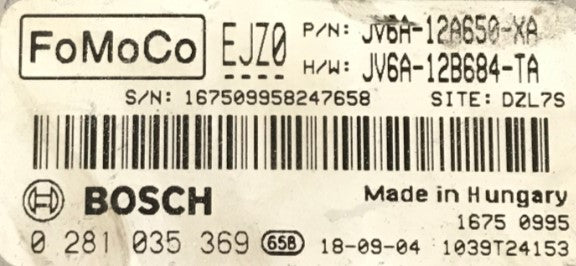 FoMoCo EJZ0 P/N: JV6A-12A650-XA
H/W: JV6A-12B684-TA
S/N: 167509958247658 SITE: DZL7S
BOSCH Made in Hungary
1675 0995
0 281 035 369 658 18-09-04 1039T24153